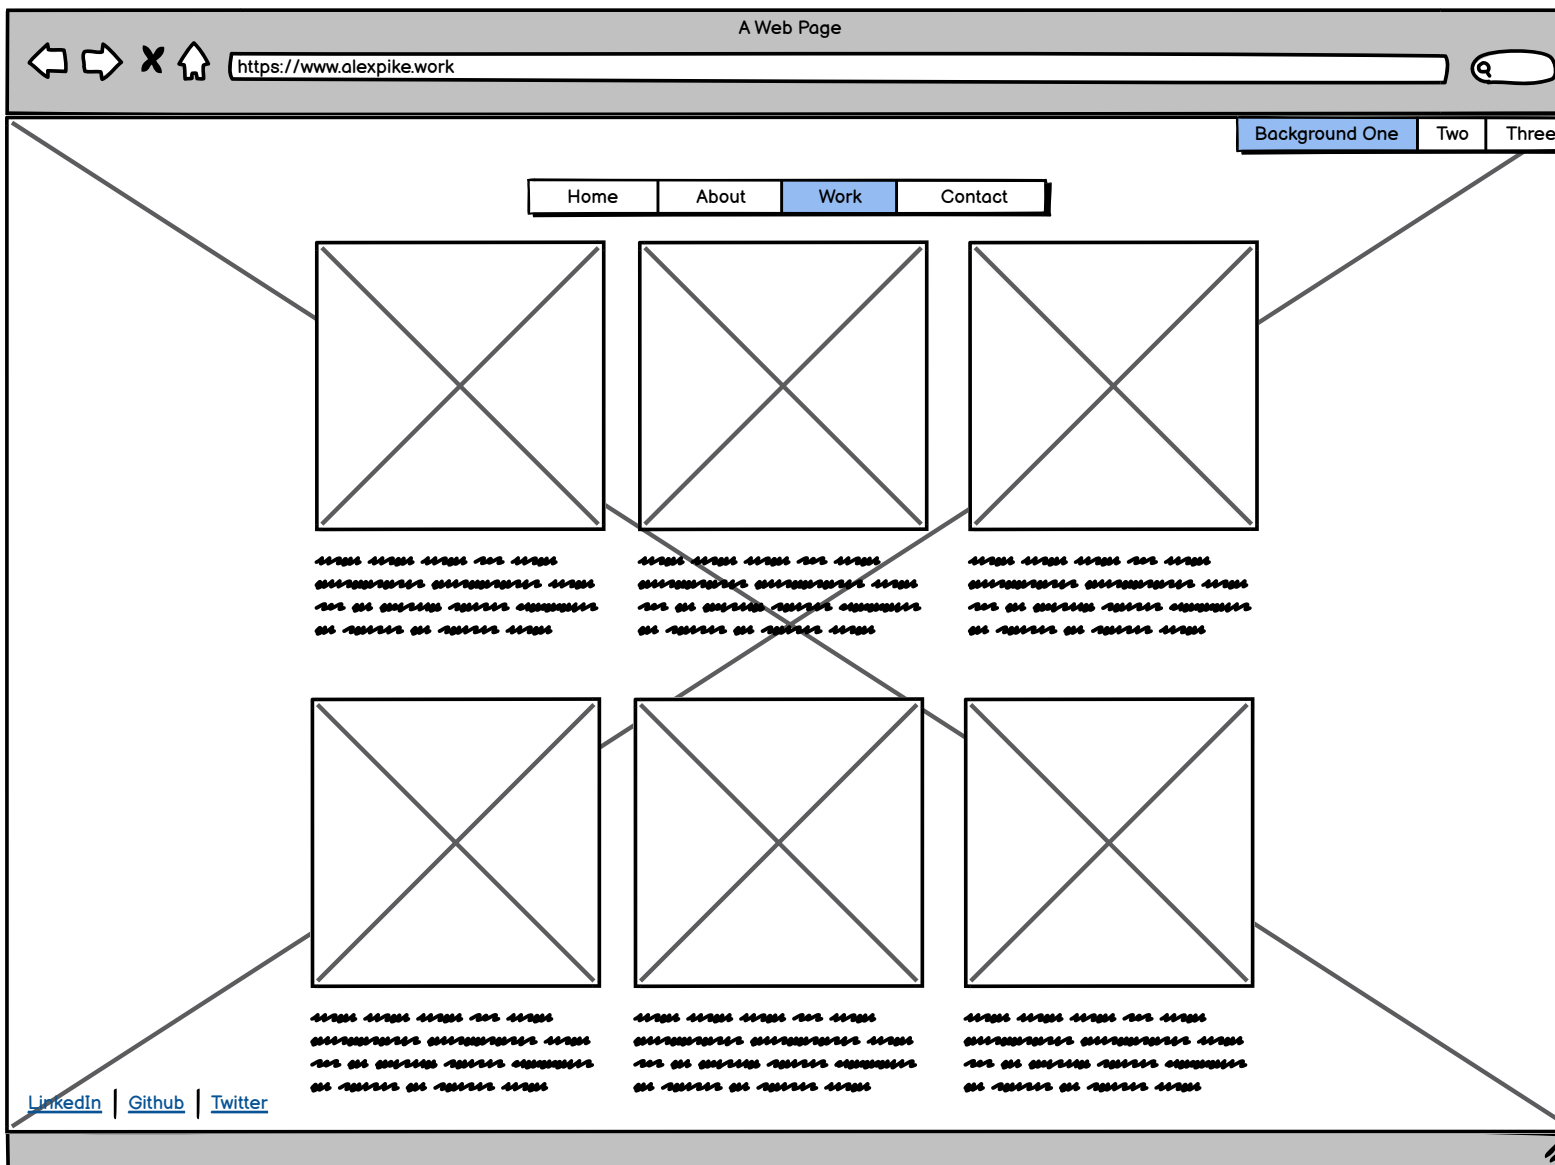 A Web Page
https://www.alexpike.work
Background One Two Three
Home About Work Contact
LinkedIn Github Twitter